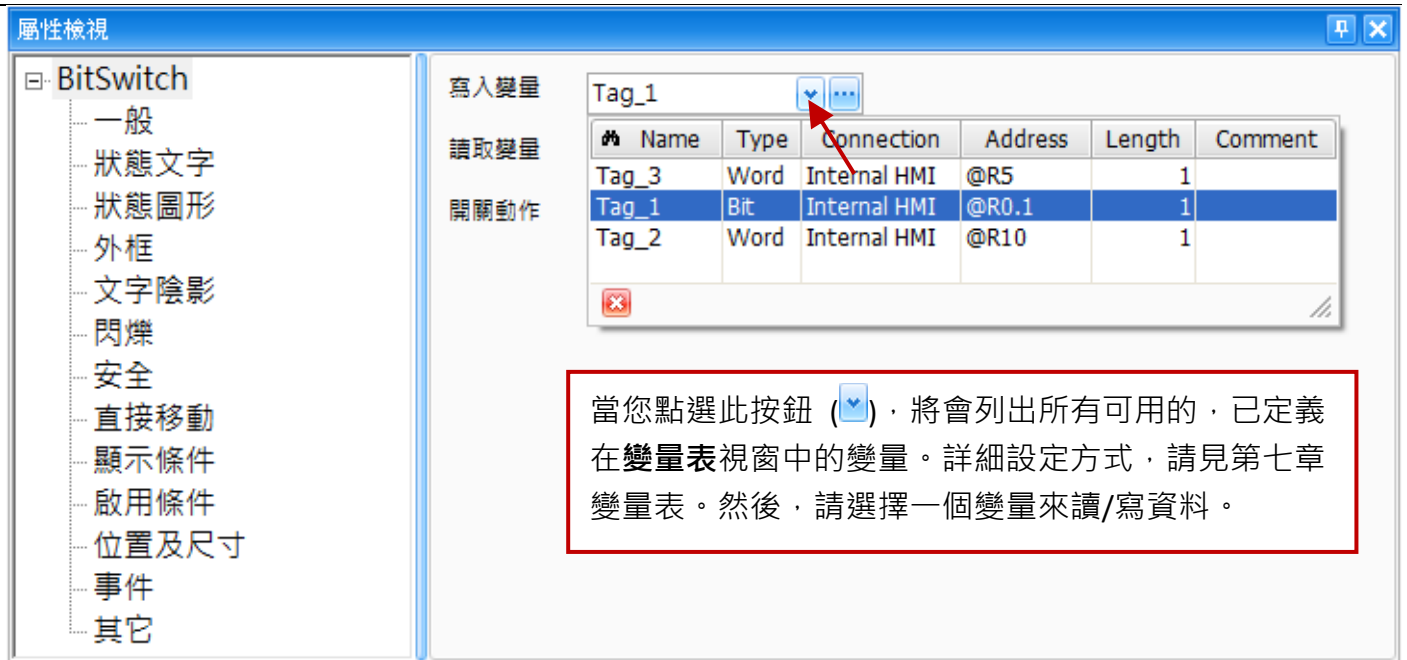 屬性檢視
BitSwitch
一般
狀態文字
狀態圖形
外框
文字陰影
閃爍
安全
直接移動
顯示條件
啟用條件
位置及尺寸
事件
其它
寫入變量 Tag_1
讀取變量
開關動作
Name Type Connection Address Length Comment
Tag_3 Word Internal HMI @R5 1
Tag_1 Bit Internal HMI @R0.1 1
Tag_2 Word Internal HMI @R10 1
當您點選此按鈕 ( ),將會列出所有可用的,已定義
在變量表視窗中的變量。詳細設定方式,請見第七章
變量表。然後,請選擇一個變量來讀/寫資料。